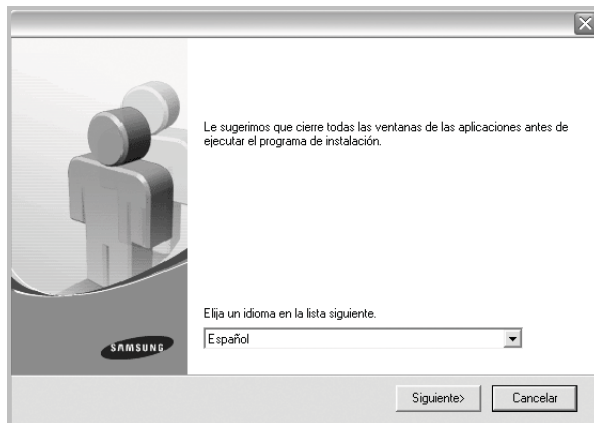 Le sugerimos que cierre todas las ventanas de las aplicaciones antes de
ejecutar el programa de instalación.
Elija un idioma en la lista siguiente.
Español
SAMSUNG
Siguiente>
Cancelar